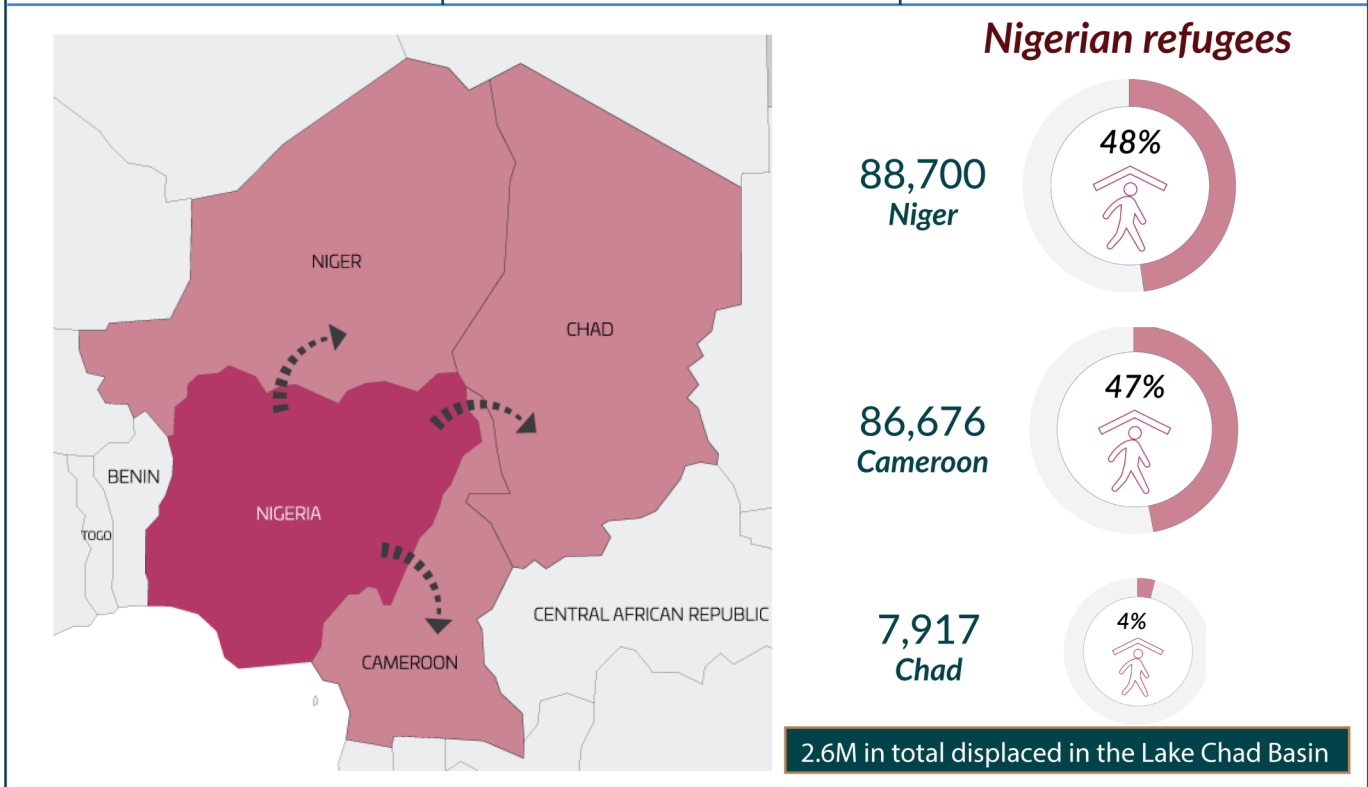 Nigerian refugees
48%
88,700
Niger
47%
86,676
Cameroon
4%
7,917
Chad
2.6M in total displaced in the Lake Chad Basin
NIGER
CHAD
BENIN
NIGERIA
TOGO
CENTRAL AFRICAN REPUBLIC
CAMEROON